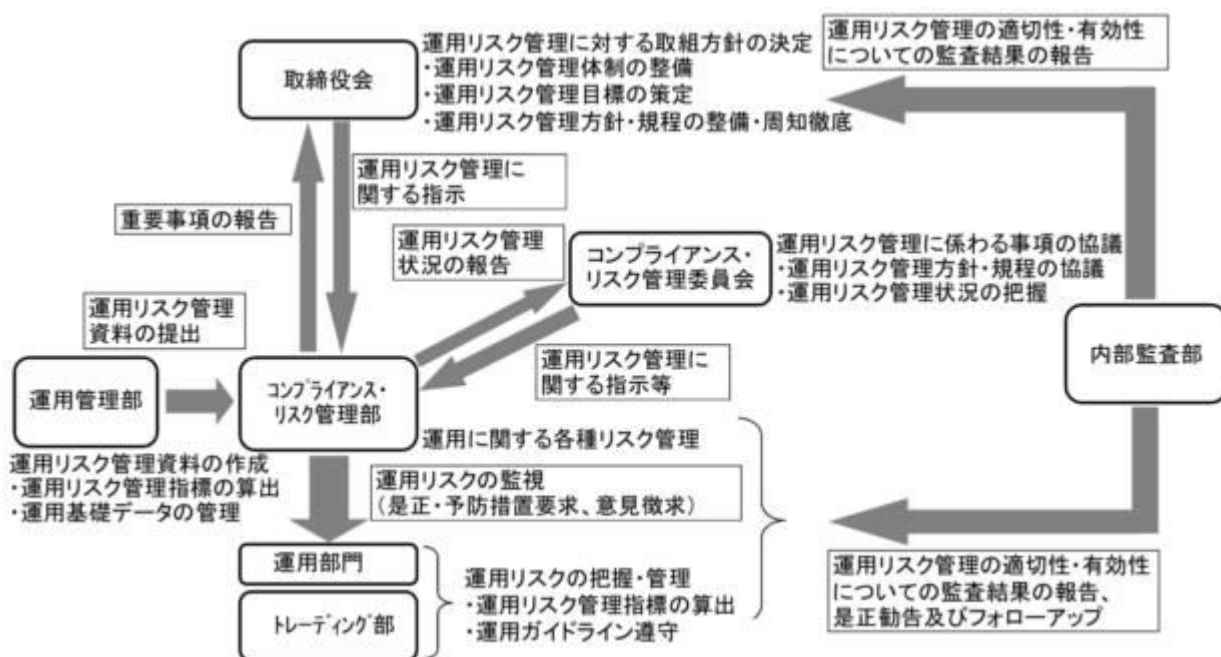 取締役会
運用リスク管理に対する取組方針の決定
・運用リスク管理体制の整備
・運用リスク管理目標の策定
・運用リスク管理方針・規程の整備・周知徹底
運用リスク管理の適切性・有効性
についての監査結果の報告
運用リスク管理に
関する指示
重要事項の報告
運用リスク管理
状況の報告
コンプライアンス・
リスク管理委員会
運用リスク管理に係わる事項の協議
・運用リスク管理方針・規程の協議
・運用リスク管理状況の把握
運用リスク管理
資料の提出
内部監査部
運用リスク管理に
関する指示等
運用管理部
ｺﾝﾌﾟﾗｲｱﾝｽ・
ﾘｽｸ管理部
運用に関する各種リスク管理
運用リスク管理資料の作成
・運用リスク管理指標の算出
・運用基礎データの管理
運用リスクの監視
（是正・予防措置要求、意見徴求）
運用部門
ﾄﾚｰﾃﾞｨﾝｸﾞ部
運用リスクの把握・管理
・運用リスク管理指標の算出
・運用ガイドライン遵守
運用リスク管理の適切性・有効性
についての監査結果の報告、
是正勧告及びフォローアップ